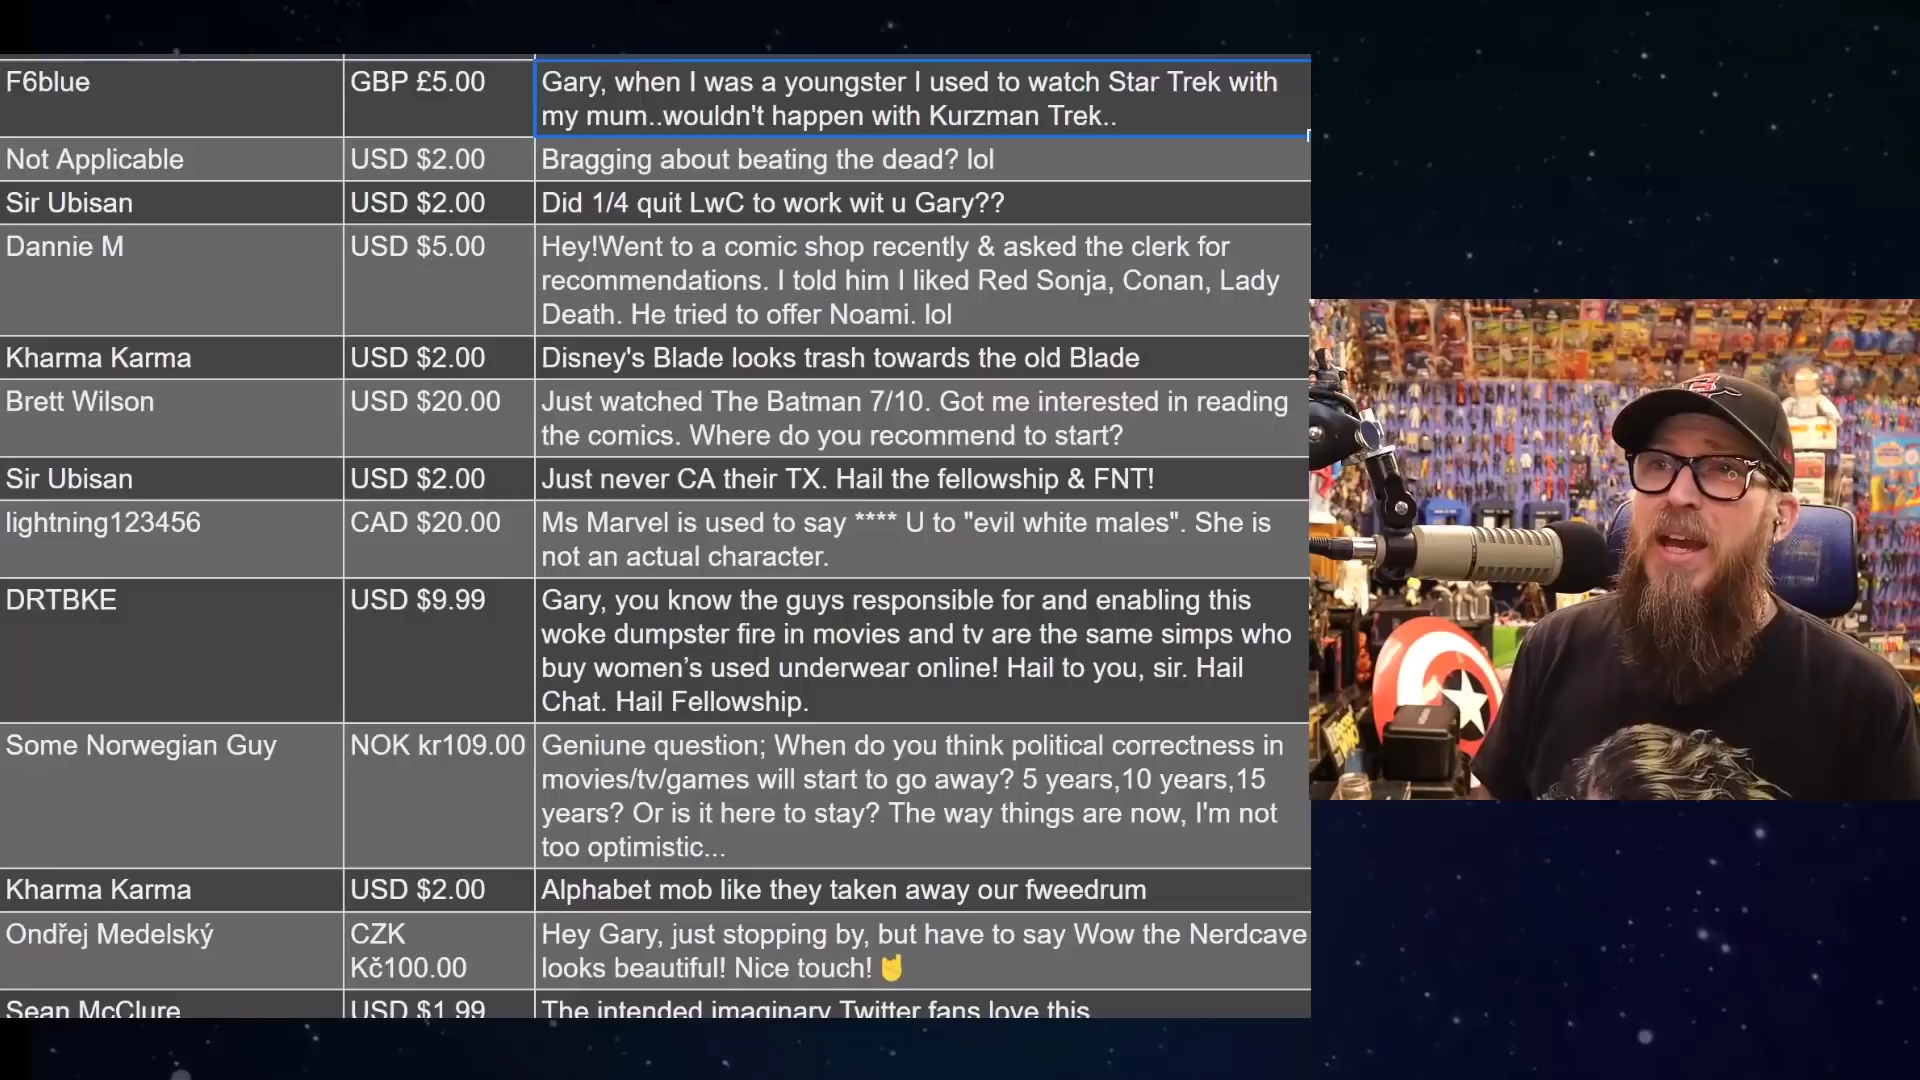 F6blue
GBP £5.00
Gary, when I was a youngster I used to watch Star Trek with
my mum..wouldn't happen with Kurzman Trek..
Not Applicable
USD $2.00
Bragging about beating the dead? lol
Sir Ubisan
USD $2.00
Did 1/4 quit LwC to work wit u Gary??
Dannie M
USD $5.00
Hey!Went to a comic shop recently & asked the clerk for
recommendations. I told him I liked Red Sonja, Conan, Lady
Death. He tried to offer Noami. lol
Kharma Karma
USD $2.00
Disney's Blade looks trash towards the old Blade
Brett Wilson
USD $20.00
Just watched The Batman 7/10. Got me interested in reading
the comics. Where do you recommend to start?
Sir Ubisan
USD $2.00
Just never CA their TX. Hail the fellowship & FNT!
lightning123456
CAD $20.00
Ms Marvel is used to say **** U to "evil white males". She is
not an actual character.
DRTBKE
USD $9.99
Gary, you know the guys responsible for and enabling this
woke dumpster fire in movies and tv are the same simps who
buy women’s used underwear online! Hail to you, sir. Hail
Chat. Hail Fellowship.
Some Norwegian Guy
NOK kr109.00
Geniune question; When do you think political correctness in
movies/tv/games will start to go away? 5 years,10 years,15
years? Or is it here to stay? The way things are now, I'm not
too optimistic...
Kharma Karma
USD $2.00
Alphabet mob like they taken away our fweedrum
Ondřej Medelský
CZK
Kč100.00
Hey Gary, just stopping by, but have to say Wow the Nerdcave
looks beautiful! Nice touch! 🤘
Sean McClure
USD $1.99
The intended imaginary Twitter fans love this